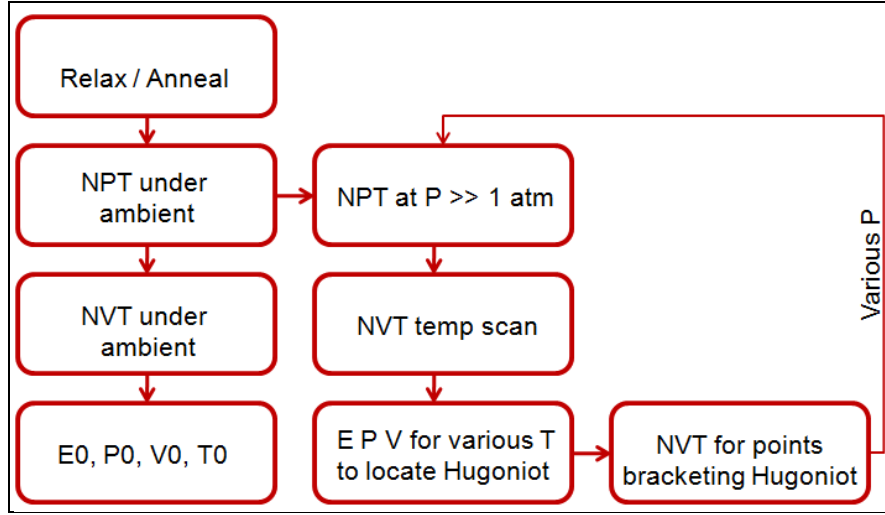 Relax / Anneal
NPT under
ambient
NPT at P >> 1 atm
NVT under
ambient
NVT temp scan
E0, P0, V0, T0
E P V for various T
to locate Hugoniot
NVT for points
bracketing Hugoniot
Various P